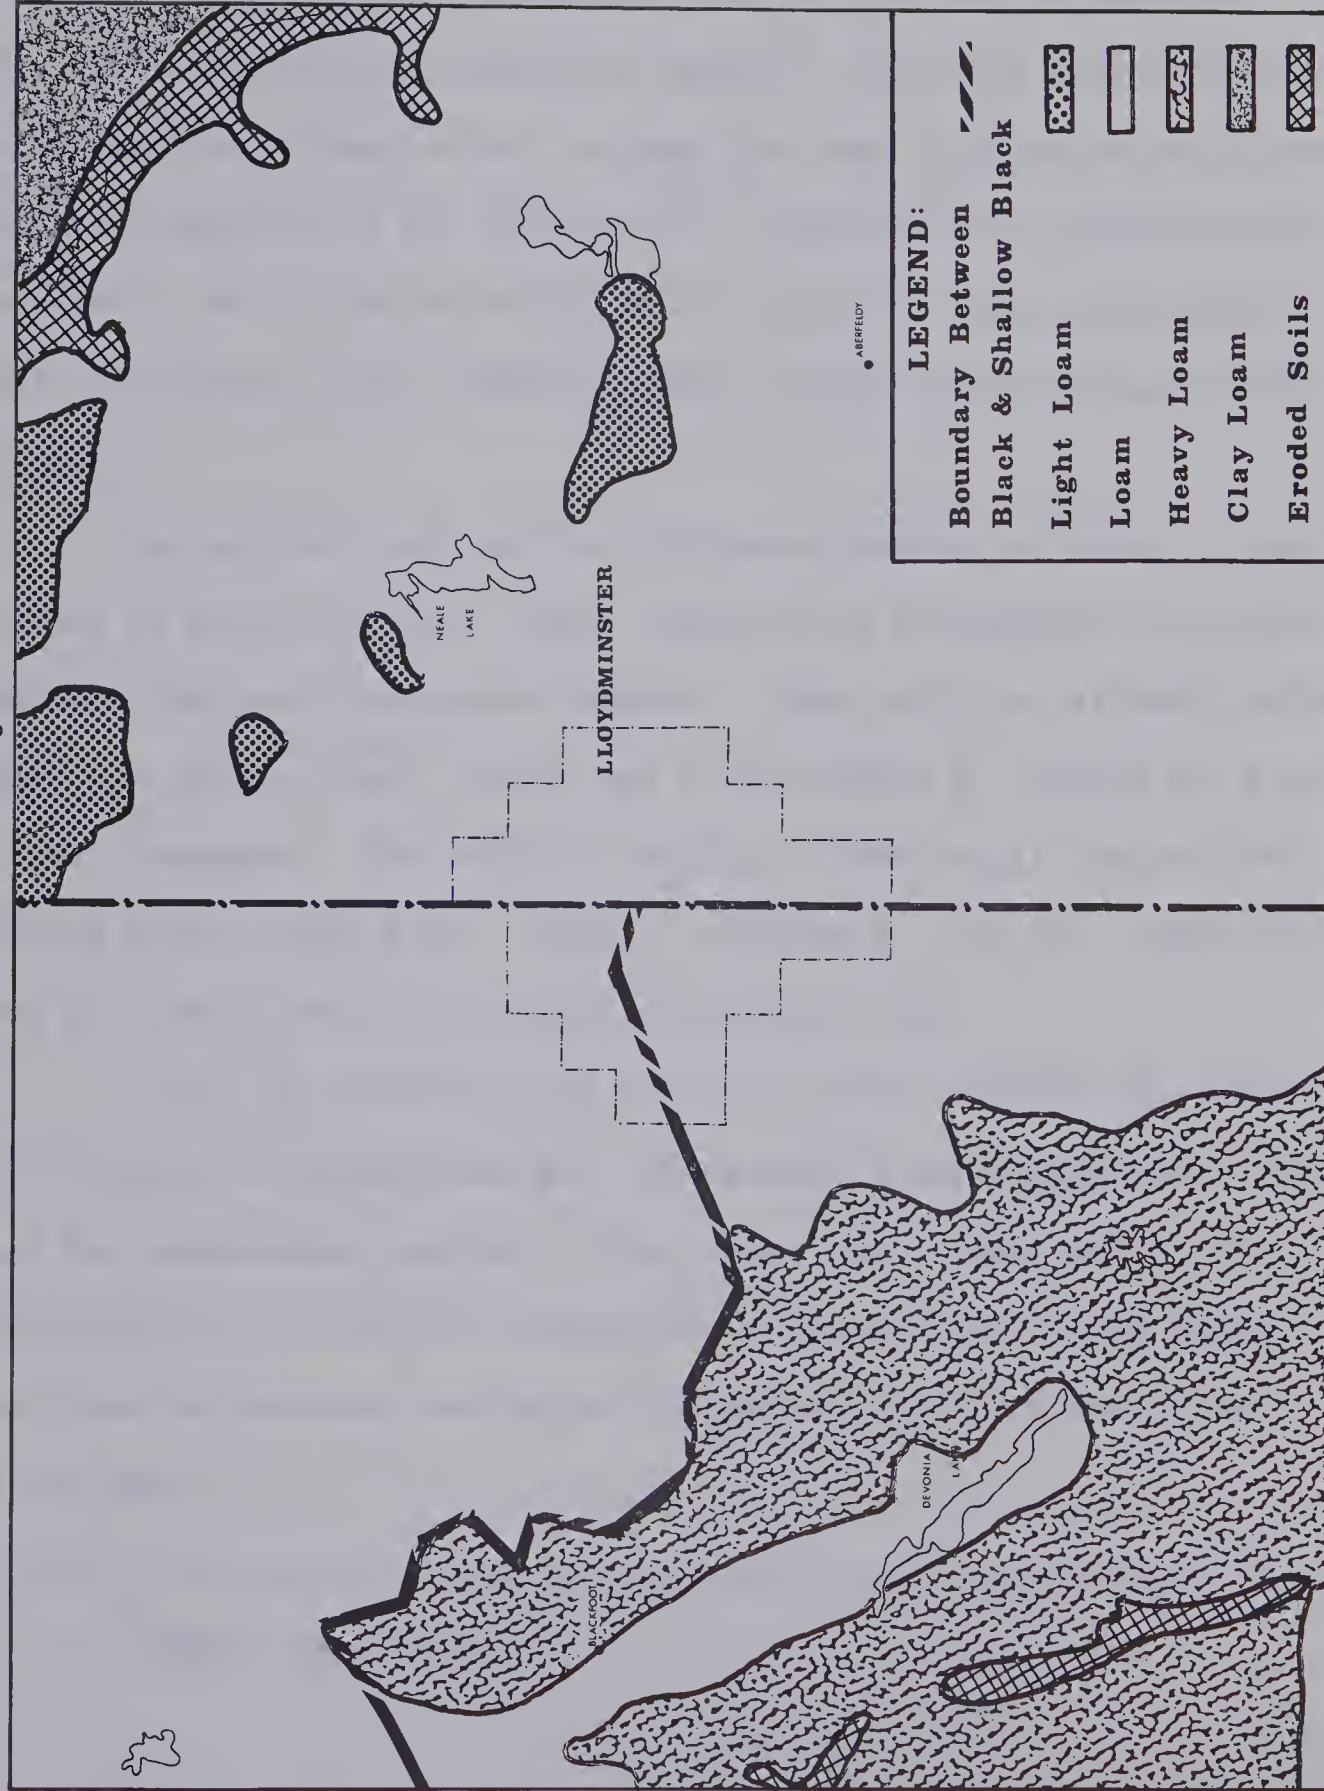 NEALE
LAKE
LLOYDMINSTER
ABERFELDY
BLACKFOOT
DEVONIA
LAKE
LEGEND:
Boundary Between
Black & Shallow Black
Light Loam
Loam
Heavy Loam
Clay Loam
Eroded Soils